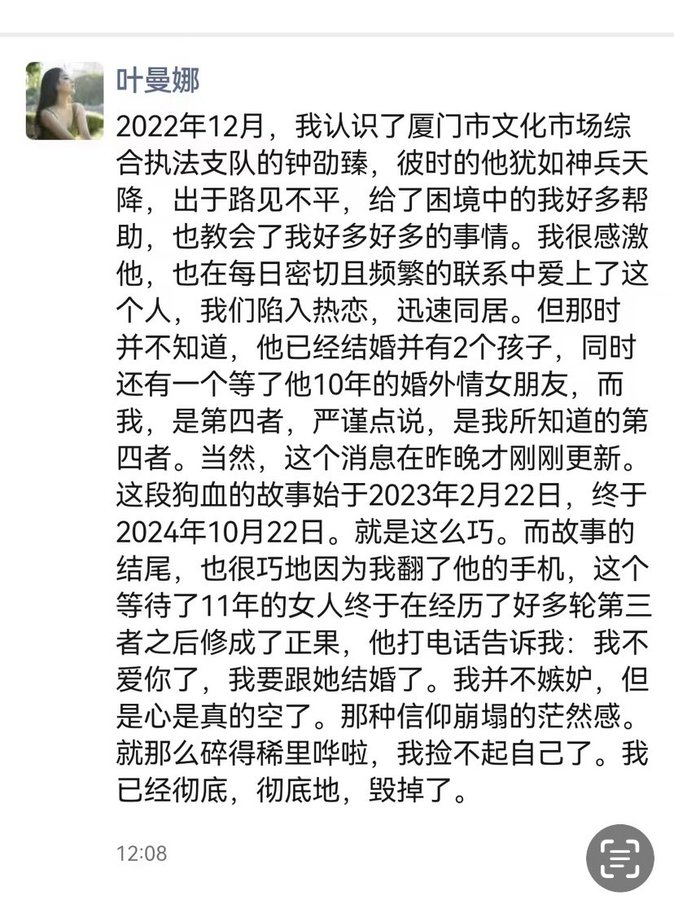 叶曼娜
2022年12月，我认识了厦门市文化市场综
合执法支队的钟劭臻，彼时的他犹如神兵天
降，出于路见不平，给了困境中的我好多帮
助，也教会了我好多好多的事情。我很感激
他，也在每日密切且频繁的联系中爱上了这
个人，我们陷入热恋，迅速同居。但那时
并不知道，他已经结婚并有2个孩子，同时
还有一个等了他10年的婚外情女朋友，而
我，是第四者，严谨点说，是我所知道的第
四者。当然，这个消息在昨晚才刚刚更新。
这段狗血的故事始于2023年2月22日，终于
2024年10月22日。就是这么巧。而故事的
结尾，也很巧地因为我翻了他的手机，这个
等待了11年的女人终于在经历了好多轮第三
者之后修成了正果，他打电话告诉我：我不
爱你了，我要跟她结婚了。我并不嫉妒，但
是心是真的空了。那种信仰崩塌的茫然感。
就那么碎得稀里哗啦，我捡不起自己了。我
已经彻底，彻底地，毁掉了。
12:08